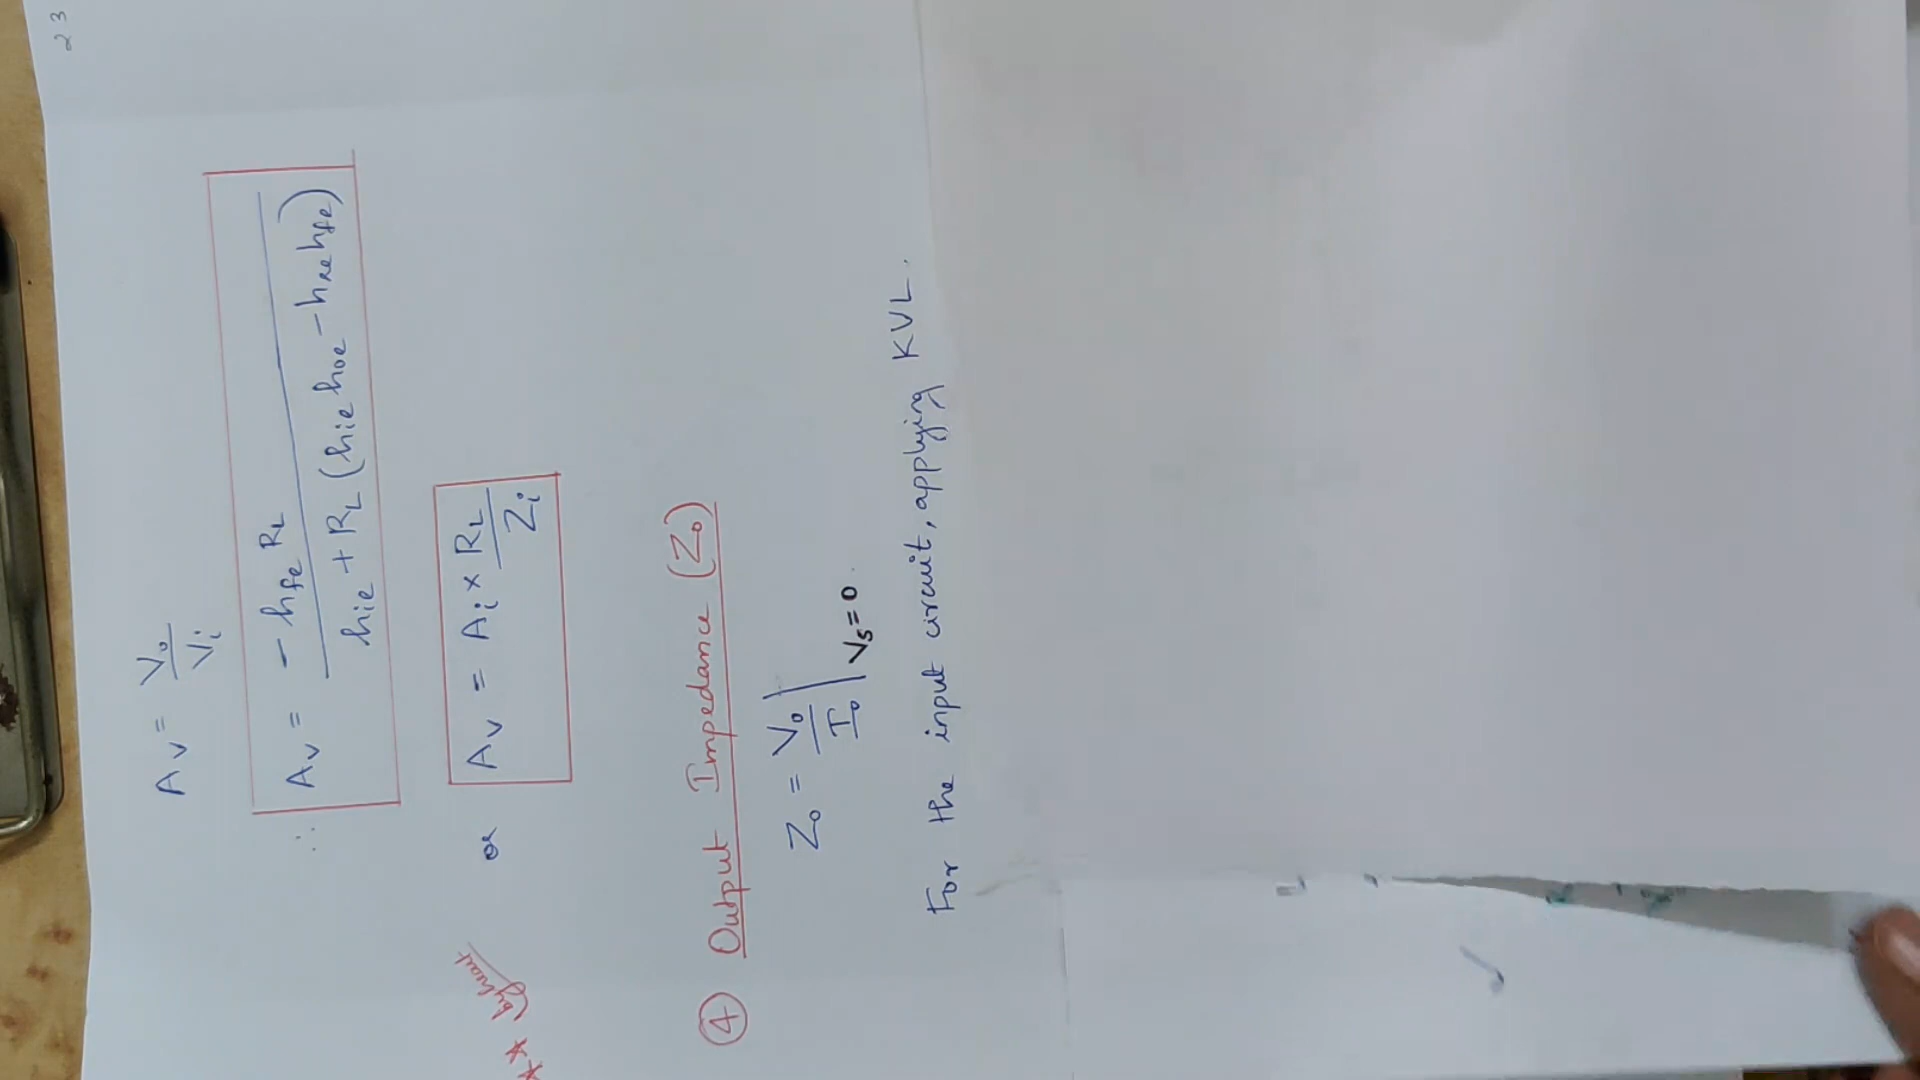 23
Av = Vo/Vi
∴ Av = - hfe RL / hie + RL (hie hoe - hre hfe)
or Av = Ai × RL/Zi
** byheart
④ Output Impedance (Zo)
Zo = Vo/Io | Vs=0.
For the input circuit, applying KVL.